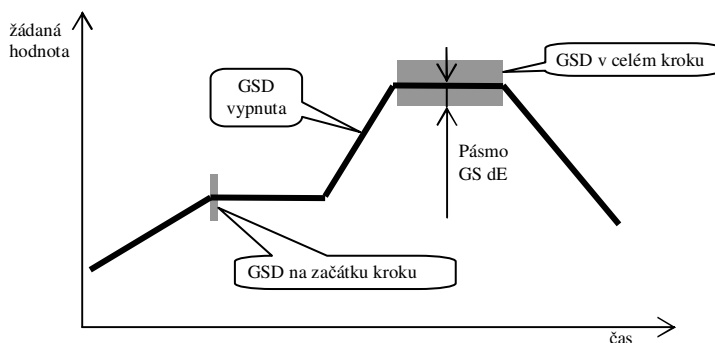 žádaná
hodnota
GSD v celém kroku
GSD
vypnuta
Pásmo
GS dE
GSD na začátku kroku
čas